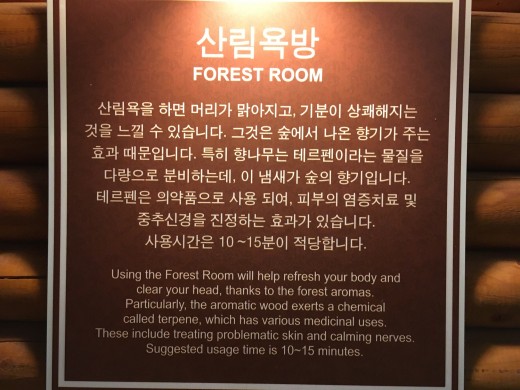 산림욕방
FOREST ROOM
산림욕을 하면 머리가 맑아지고, 기분이 상쾌해지는
것을 느낄 수 있습니다. 그것은 숲에서 나온 향기가 주는
효과 때문입니다. 특히 향나무는 테르펜이라는 물질을
다량으로 분비하는데, 이 냄새가 숲의 향기입니다.
테르펜은 의약품으로 사용 되며, 피부의 염증치료 및
중추신경을 진정하는 효과가 있습니다.
사용시간은 10 ~15분이 적당합니다.
Using the Forest Room will help refresh your body and
clear your head, thanks to the forest aromas.
Particularly, the aromatic wood exerts a chemical
called terpene, which has various medicinal uses.
These include treating problematic skin and calming nerves.
Suggested usage time is 10~15 minutes.